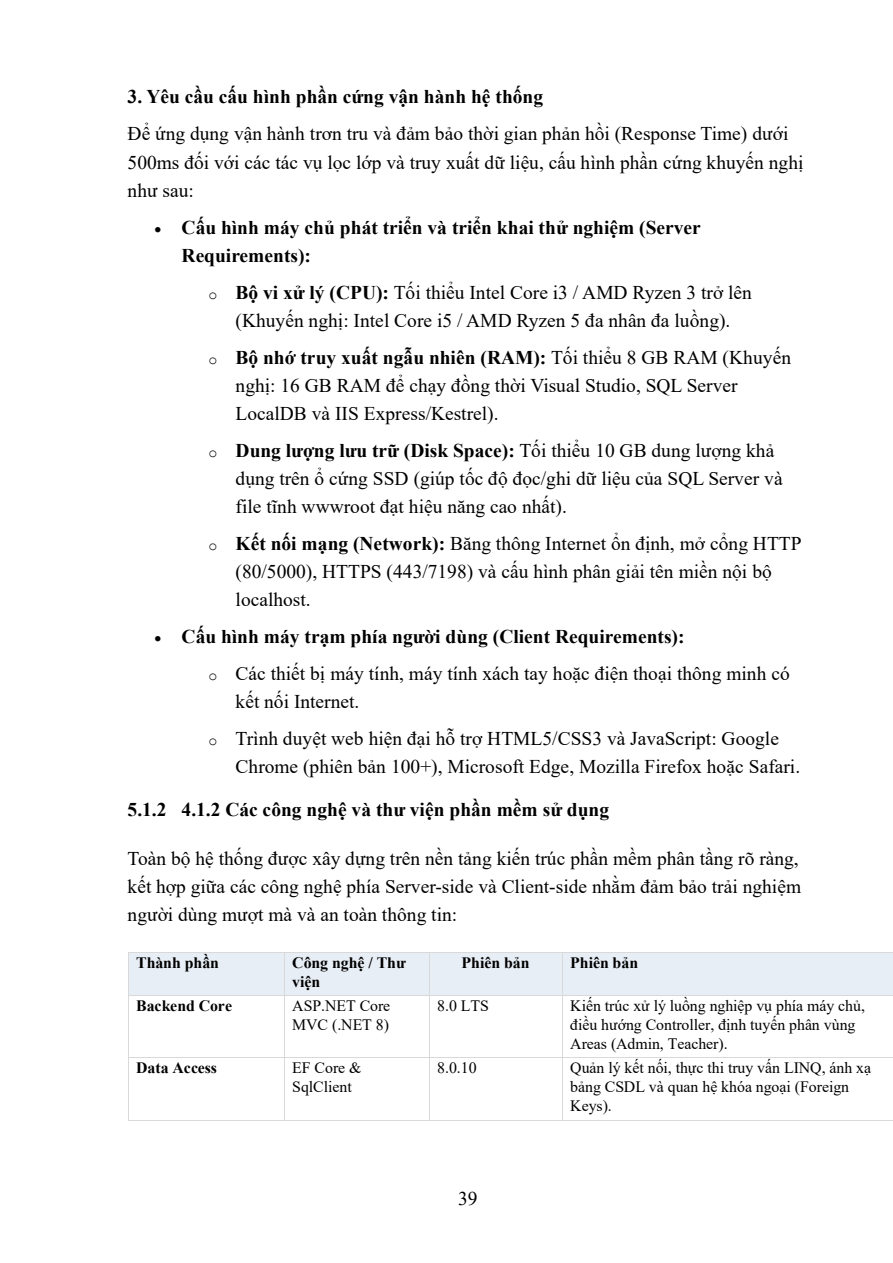 3. Yêu cầu cấu hình phần cứng vận hành hệ thống
Để ứng dụng vận hành trơn tru và đảm bảo thời gian phản hồi (Response Time) dưới
500ms đối với các tác vụ lọc lớp và truy xuất dữ liệu, cấu hình phần cứng khuyến nghị
như sau:
• Cấu hình máy chủ phát triển và triển khai thử nghiệm (Server
Requirements):
○ Bộ vi xử lý (CPU): Tối thiểu Intel Core i3 / AMD Ryzen 3 trở lên
(Khuyến nghị: Intel Core i5 / AMD Ryzen 5 đa nhân đa luồng).
○ Bộ nhớ truy xuất ngẫu nhiên (RAM): Tối thiểu 8 GB RAM (Khuyến
nghị: 16 GB RAM để chạy đồng thời Visual Studio, SQL Server
LocalDB và IIS Express/Kestrel).
○ Dung lượng lưu trữ (Disk Space): Tối thiểu 10 GB dung lượng khả
dụng trên ổ cứng SSD (giúp tốc độ đọc/ghi dữ liệu của SQL Server và
file tĩnh wwwroot đạt hiệu năng cao nhất).
○ Kết nối mạng (Network): Băng thông Internet ổn định, mở cổng HTTP
(80/5000), HTTPS (443/7198) và cấu hình phân giải tên miền nội bộ
localhost.
• Cấu hình máy trạm phía người dùng (Client Requirements):
○ Các thiết bị máy tính, máy tính xách tay hoặc điện thoại thông minh có
kết nối Internet.
○ Trình duyệt web hiện đại hỗ trợ HTML5/CSS3 và JavaScript: Google
Chrome (phiên bản 100+), Microsoft Edge, Mozilla Firefox hoặc Safari.
5.1.2 4.1.2 Các công nghệ và thư viện phần mềm sử dụng
Toàn bộ hệ thống được xây dựng trên nền tảng kiến trúc phần mềm phân tầng rõ ràng,
kết hợp giữa các công nghệ phía Server-side và Client-side nhằm đảm bảo trải nghiệm
người dùng mượt mà và an toàn thông tin:
Thành phần
Công nghệ / Thư
viện
Phiên bản
Phiên bản
Backend Core
ASP.NET Core
MVC (.NET 8)
8.0 LTS
Kiến trúc xử lý luồng nghiệp vụ phía máy chủ,
điều hướng Controller, định tuyến phân vùng
Areas (Admin, Teacher).
Data Access
EF Core &
SqlClient
8.0.10
Quản lý kết nối, thực thi truy vấn LINQ, ánh xạ
bảng CSDL và quan hệ khóa ngoại (Foreign
Keys).
39